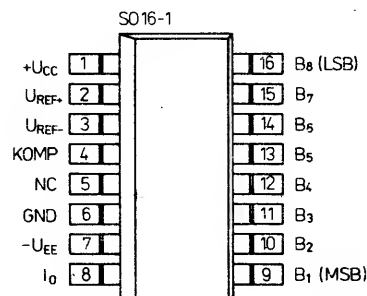 SO16-1
+UCC 1 16 B8 (LSB)
UREF+ 2 15 B7
UREF- 3 14 B6
KOMP 4 13 B5
NC 5 12 B4
GND 6 11 B3
-UEE 7 10 B2
I0 8 9 B1 (MSB)